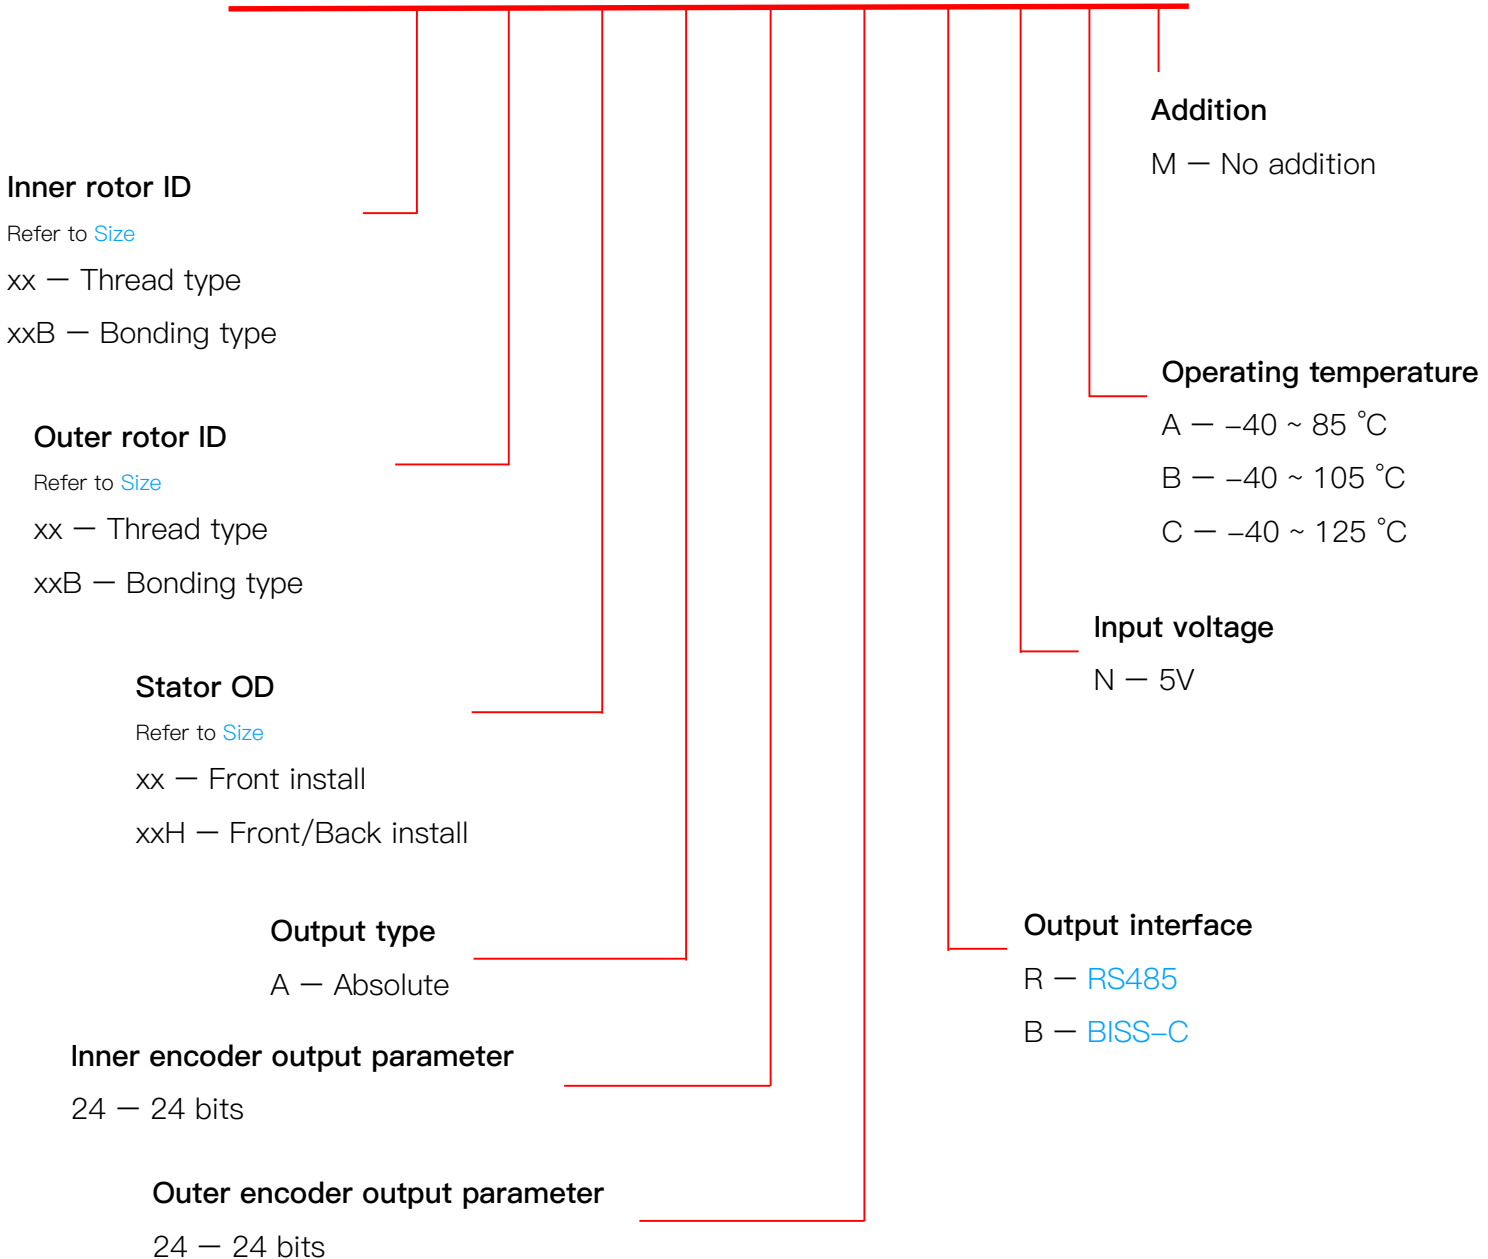 Addition
M — No addition
Inner rotor ID
Refer to Size
xx — Thread type
xxB — Bonding type
Operating temperature
A — -40 ~ 85 °C
B — -40 ~ 105 °C
C — -40 ~ 125 °C
Outer rotor ID
Refer to Size
xx — Thread type
xxB — Bonding type
Input voltage
N — 5V
Stator OD
Refer to Size
xx — Front install
xxH — Front/Back install
Output type
A — Absolute
Output interface
R — RS485
B — BISS-C
Inner encoder output parameter
24 — 24 bits
Outer encoder output parameter
24 — 24 bits